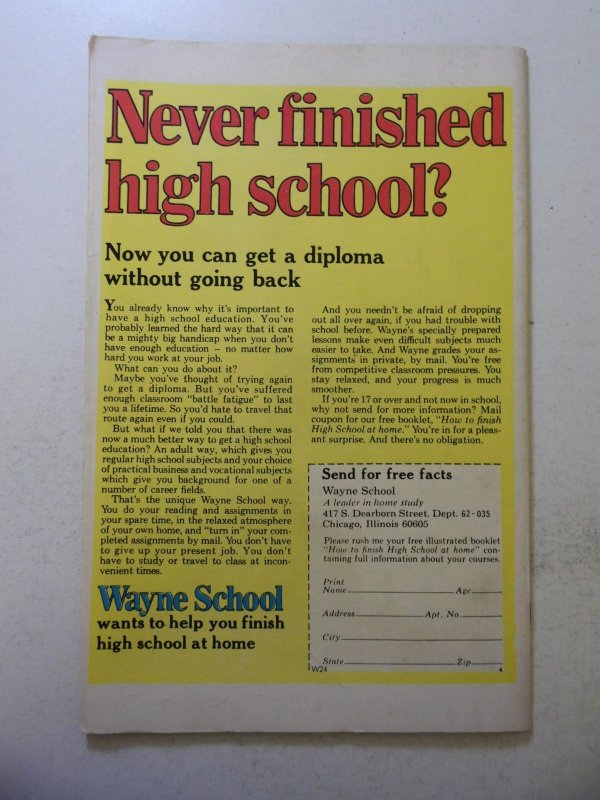 Never finished
high school?
Now you can get a diploma
without going back
You already know why it's important to
have a high school education. You've
probably learned the hard way that it can
be a mighty big handicap when you don't
have enough education – no matter how
hard you work at your job.
What can you do about it?
Maybe you've thought of trying again
to get a diploma. But you've suffered
enough classroom "battle fatigue" to last
you a lifetime. So you'd hate to travel that
route again even if you could.
But what if we told you that there was
now a much better way to get a high school
education? An adult way, which gives you
regular high school subjects and your choice
of practical business and vocational subjects
which give you background for one of a
number of career fields.
That's the unique Wayne School way.
You do your reading and assignments in
your spare time, in the relaxed atmosphere
of your own home, and "turn in" your com-
pleted assignments by mail. You don't have
to give up your present job. You don't
have to study or travel to class at incon-
venient times.
Wayne School
wants to help you finish
high school at home
And you needn't be afraid of dropping
out all over again, if you had trouble with
school before. Wayne's specially prepared
lessons make even difficult subjects much
easier to take. And Wayne grades your as-
signments in private, by mail. You're free
from competitive classroom pressures. You
stay relaxed, and your progress is much
smoother.
If you're 17 or over and not now in school,
why not send for more information? Mail
coupon for our free booklet, "How to finish
High School at home." You're in for a pleas-
ant surprise. And there's no obligation.
Send for free facts
Wayne School
A leader in home study
417 S. Dearborn Street. Dept. 62-035
Chicago, Illinois 60605
Please rush me your free illustrated booklet
"How to finish High School at home" con-
taining full information about your courses.
Print
Name Age
Address Apt. No.
City
State Zip
W24 4